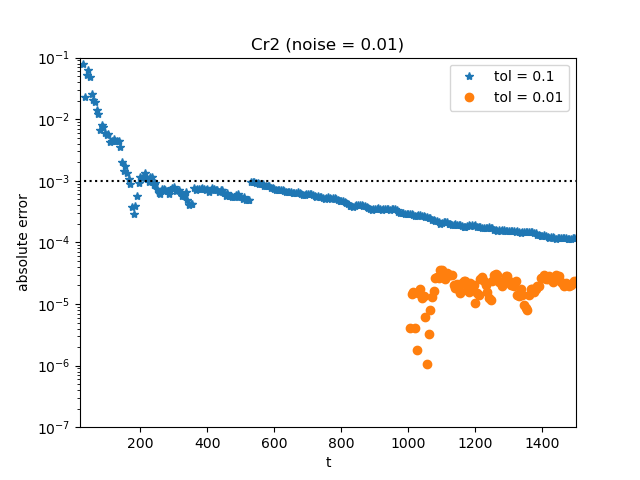 Cr2 (noise = 0.01)
tol = 0.1
tol = 0.01
absolute error
10⁻¹
10⁻²
10⁻³
10⁻⁴
10⁻⁵
10⁻⁶
10⁻⁷
200 400 600 800 1000 1200 1400
t